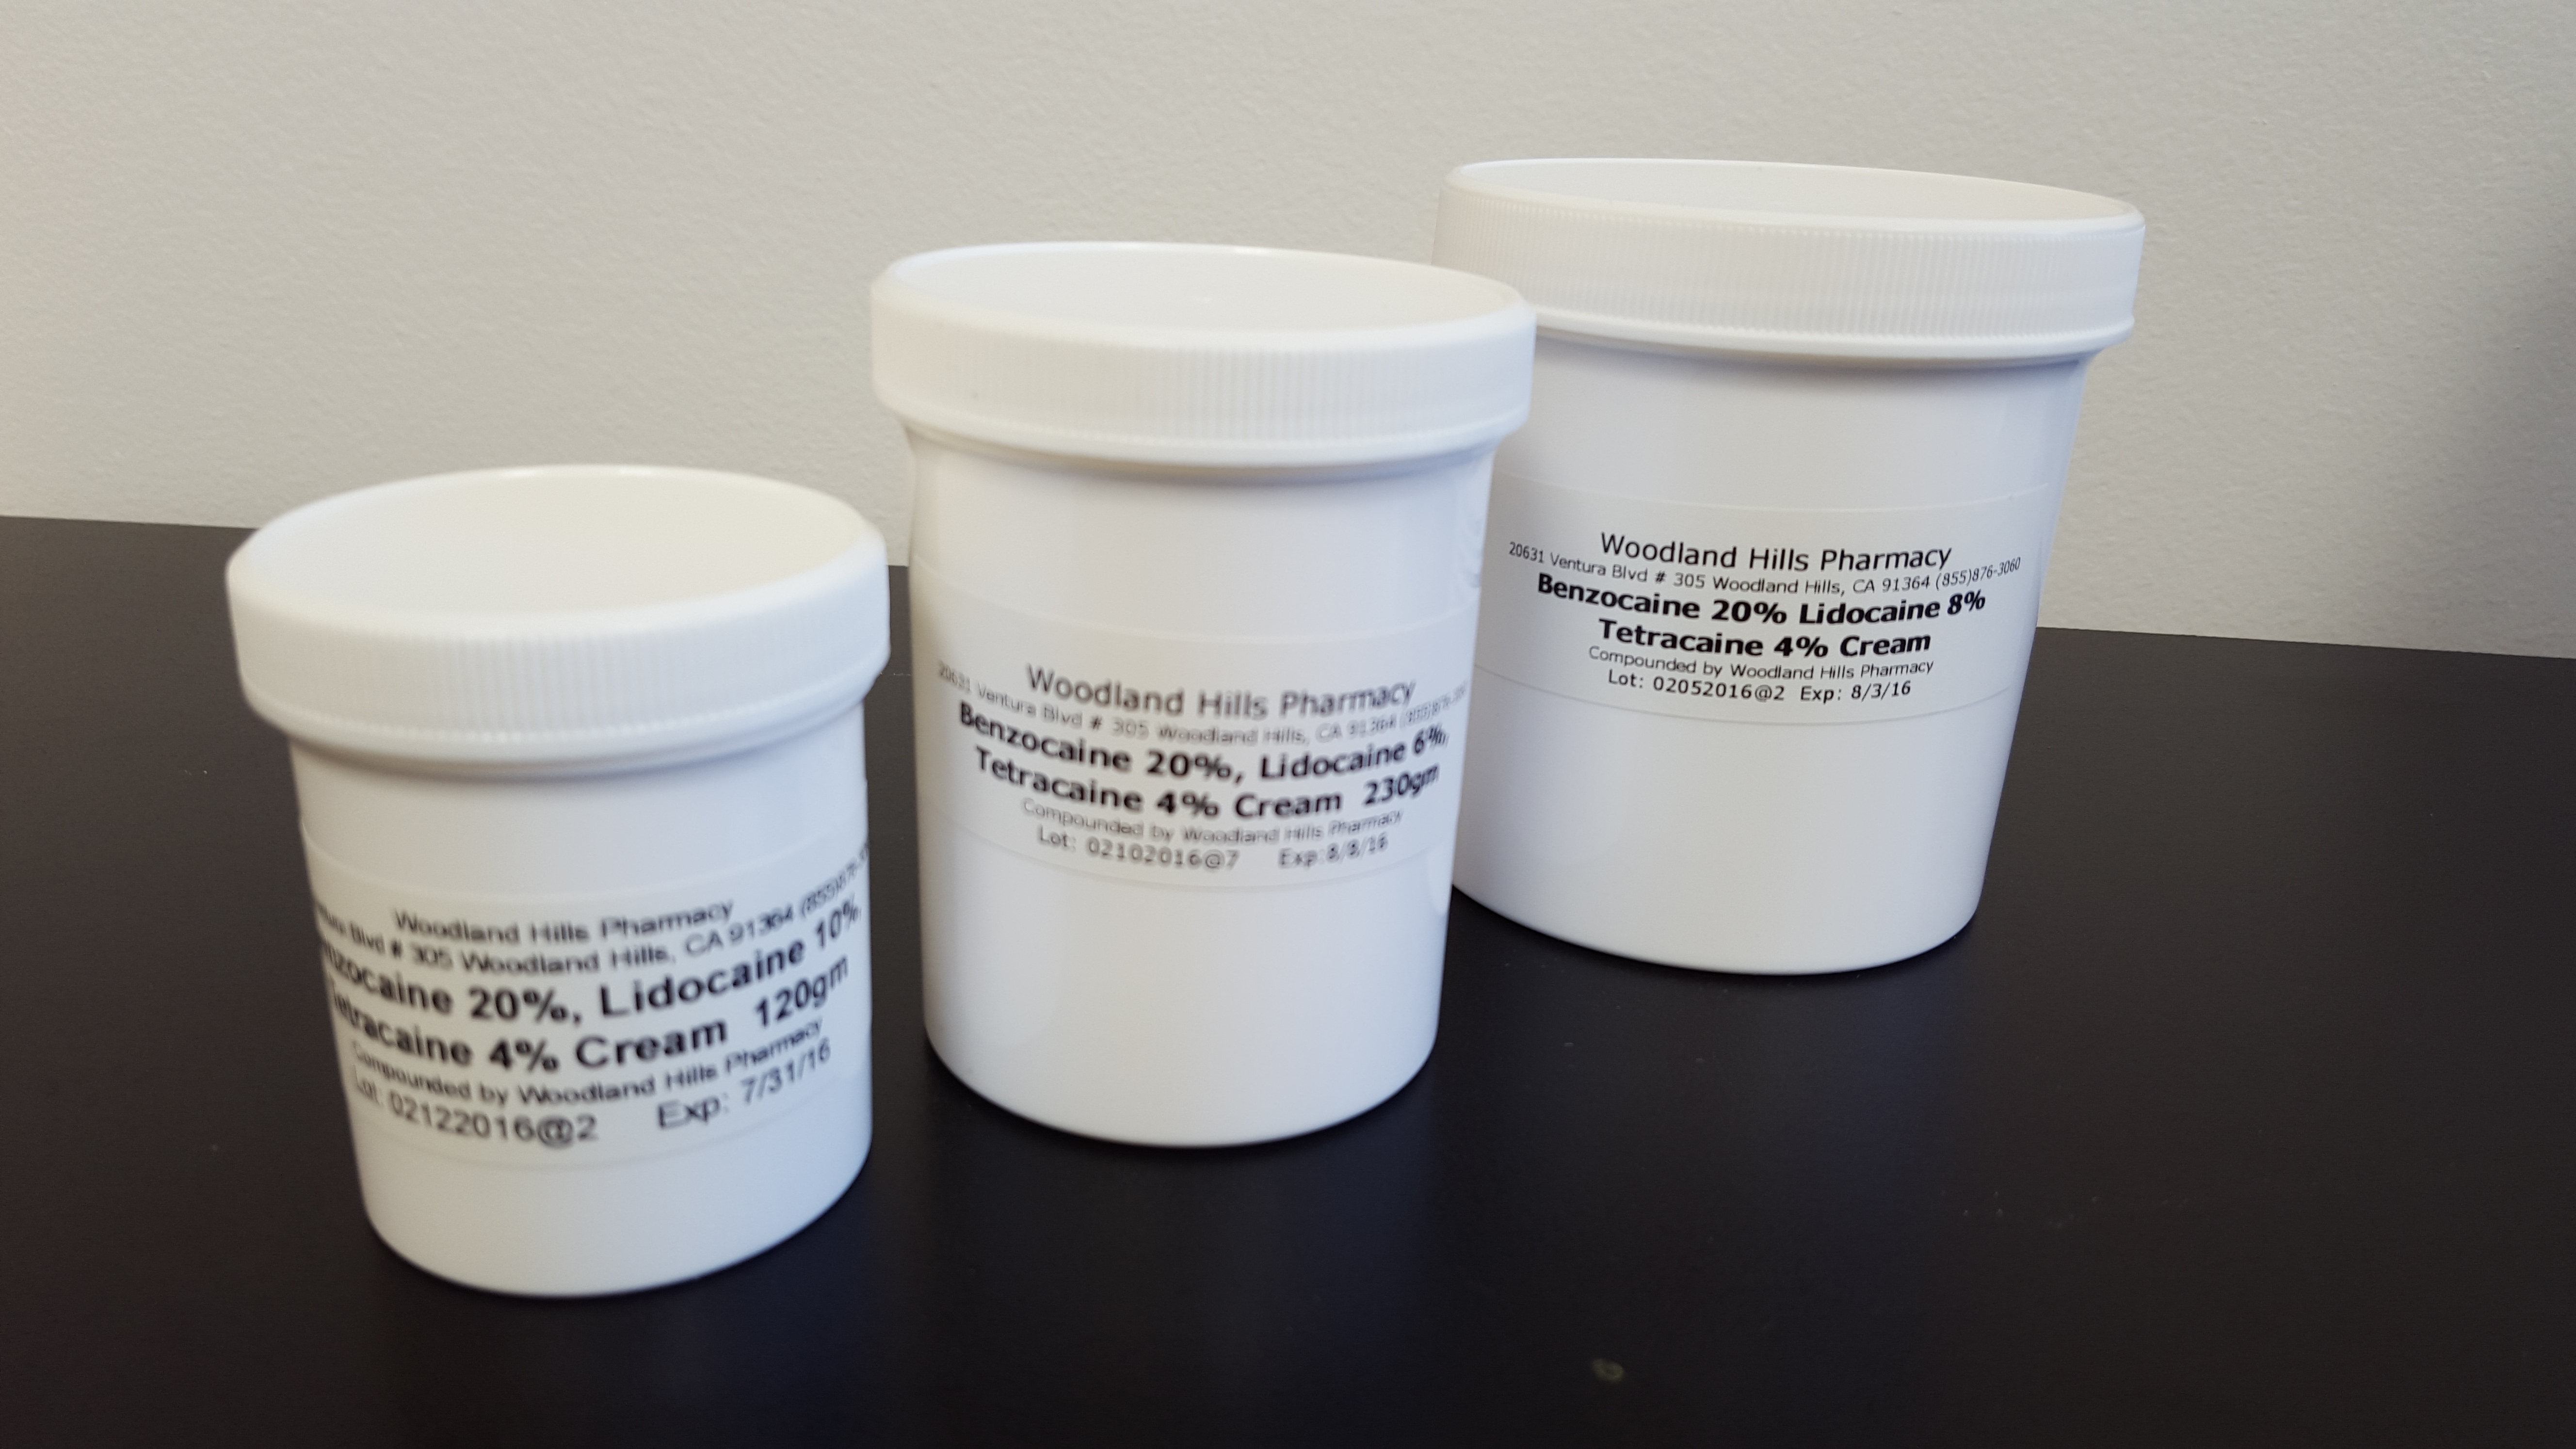 Woodland Hills Pharmacy
Blvd # 305 Woodland Hills, CA 91364
20%, Lidocaine 10%
4% Cream 120gm
Compounded by Woodland Hills Pharmacy
Lot: 02122016@2 Exp: 7/31/16
Woodland Hills Pharmacy
20631 Ventura Blvd # 305 Woodland Hills, CA 91364
Benzocaine 20%, Lidocaine 6%,
Tetracaine 4% Cream 230gm
Compounded by Woodland Hills Pharmacy
Lot: 02102016@7 Exp:8/8/16
Woodland Hills Pharmacy
20631 Ventura Blvd # 305 Woodland Hills, CA 91364 (855)876-3060
Benzocaine 20% Lidocaine 8%
Tetracaine 4% Cream
Compounded by Woodland Hills Pharmacy
Lot: 02052016@2 Exp: 8/3/16